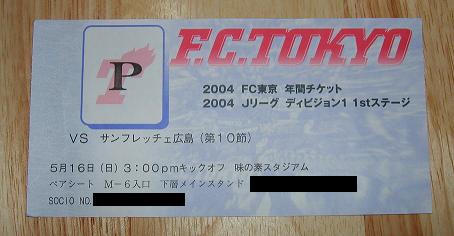 F.C.TOKYO
P
2004 FC東京 年間チケット
2004 Jリーグ ディビジョン1 1stステージ
VS サンフレッチェ広島（第10節）
5月16日（日）3：00pmキックオフ 味の素スタジアム
ペアシート M－6入口 下層メインスタンド
SOCIO NO.